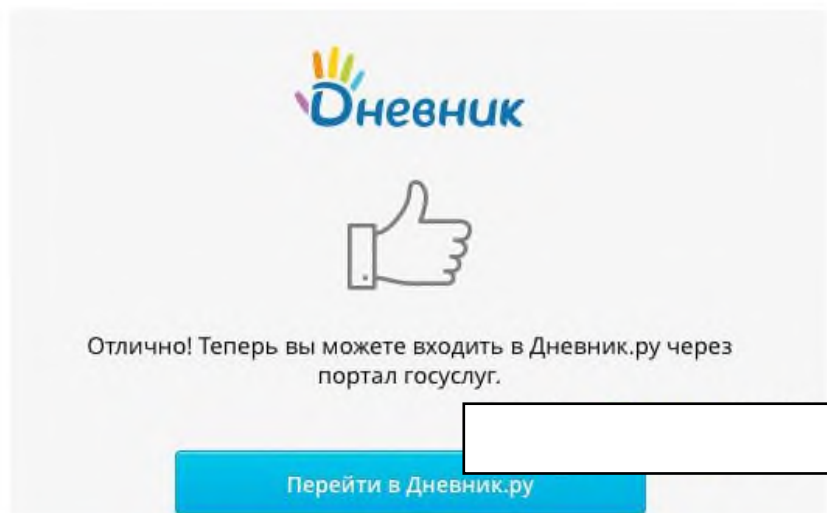 Дневник
Отлично! Теперь вы можете входить в Дневник.ру через
портал госуслуг.
Перейти в Дневник.ру